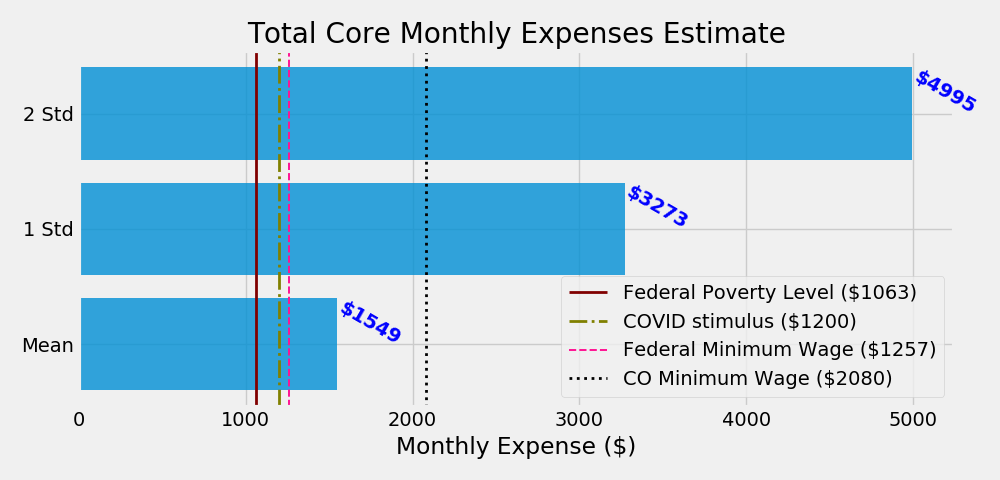 Total Core Monthly Expenses Estimate
2 Std
$4995
1 Std
$3273
Mean
$1549
Federal Poverty Level ($1063)
COVID stimulus ($1200)
Federal Minimum Wage ($1257)
CO Minimum Wage ($2080)
0 1000 2000 3000 4000 5000
Monthly Expense ($)